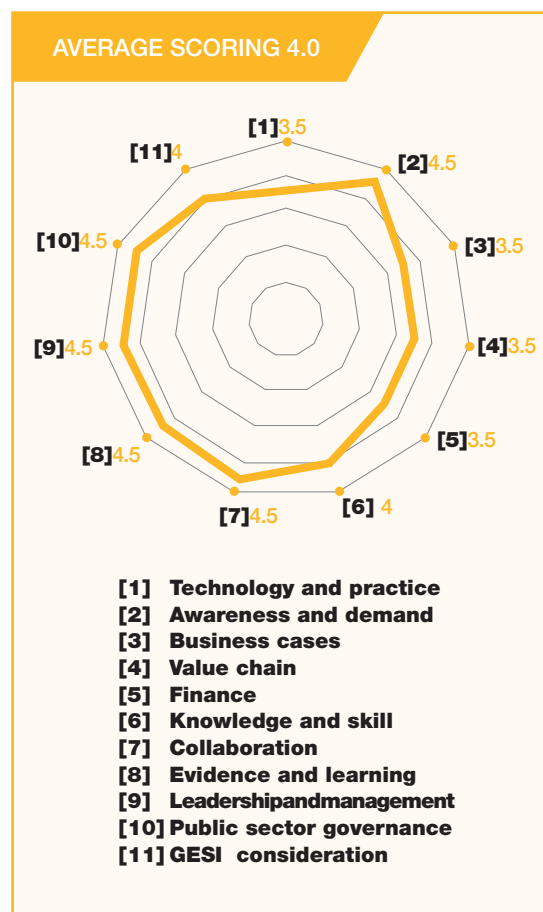 AVERAGE SCORING 4.0
[1]3.5
[11]4
[2]4.5
[10]4.5
[3]3.5
[9]4.5
[4]3.5
[8]4.5
[5]3.5
[7]4.5
[6] 4
[1] Technology and practice
[2] Awareness and demand
[3] Business cases
[4] Value chain
[5] Finance
[6] Knowledge and skill
[7] Collaboration
[8] Evidence and learning
[9] Leadershipandmanagement
[10] Public sector governance
[11] GESI consideration